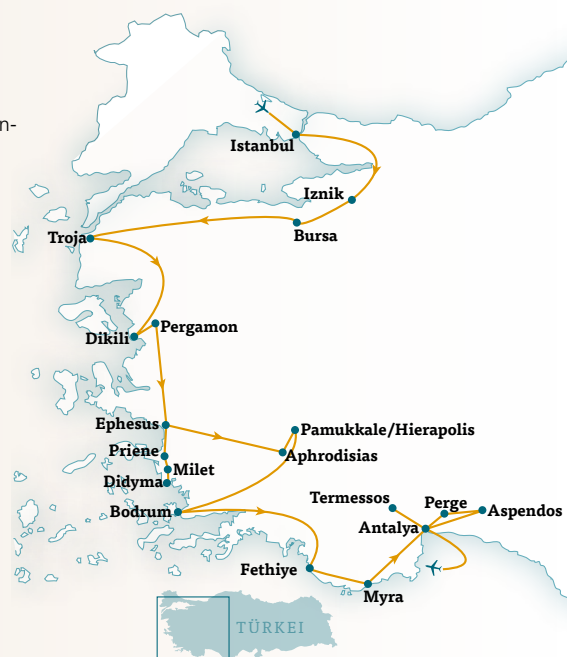 n-
Istanbul
Iznik
Bursa
Troja
Pergamon
Dikili
Ephesus
Pamukkale/Hierapolis
Priene
Aphrodisias
Milet
Didyma
Termessos
Perge
Aspendos
Bodrum
Antalya
Fethiye
Myra
TÜRKEI